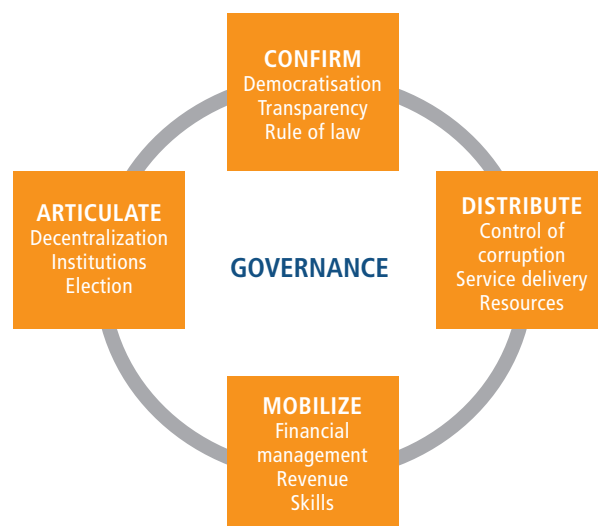 CONFIRM
Democratisation
Transparency
Rule of law
ARTICULATE
Decentralization
Institutions
Election
GOVERNANCE
DISTRIBUTE
Control of
corruption
Service delivery
Resources
MOBILIZE
Financial
management
Revenue
Skills